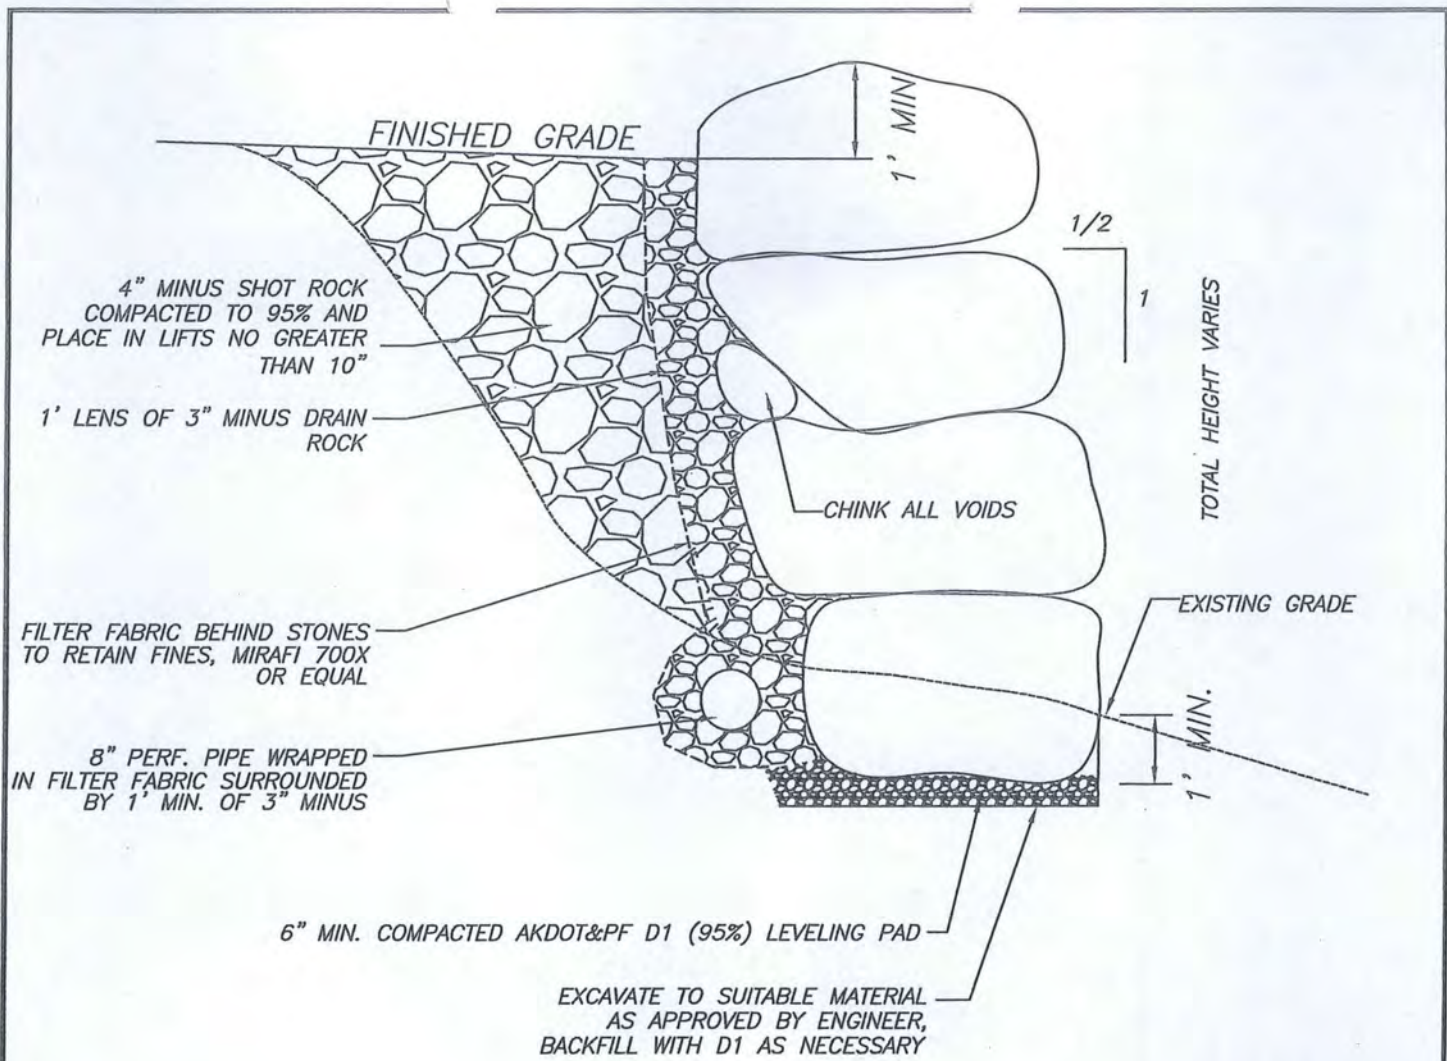 1' MIN
FINISHED GRADE
1/2
1
4" MINUS SHOT ROCK
COMPACTED TO 95% AND
PLACE IN LIFTS NO GREATER
THAN 10"
TOTAL HEIGHT VARIES
1' LENS OF 3" MINUS DRAIN
ROCK
CHINK ALL VOIDS
EXISTING GRADE
FILTER FABRIC BEHIND STONES
TO RETAIN FINES, MIRAFI 700X
OR EQUAL
1' MIN.
8" PERF. PIPE WRAPPED
IN FILTER FABRIC SURROUNDED
BY 1' MIN. OF 3" MINUS
6" MIN. COMPACTED AKDOT&PF D1 (95%) LEVELING PAD
EXCAVATE TO SUITABLE MATERIAL
AS APPROVED BY ENGINEER,
BACKFILL WITH D1 AS NECESSARY